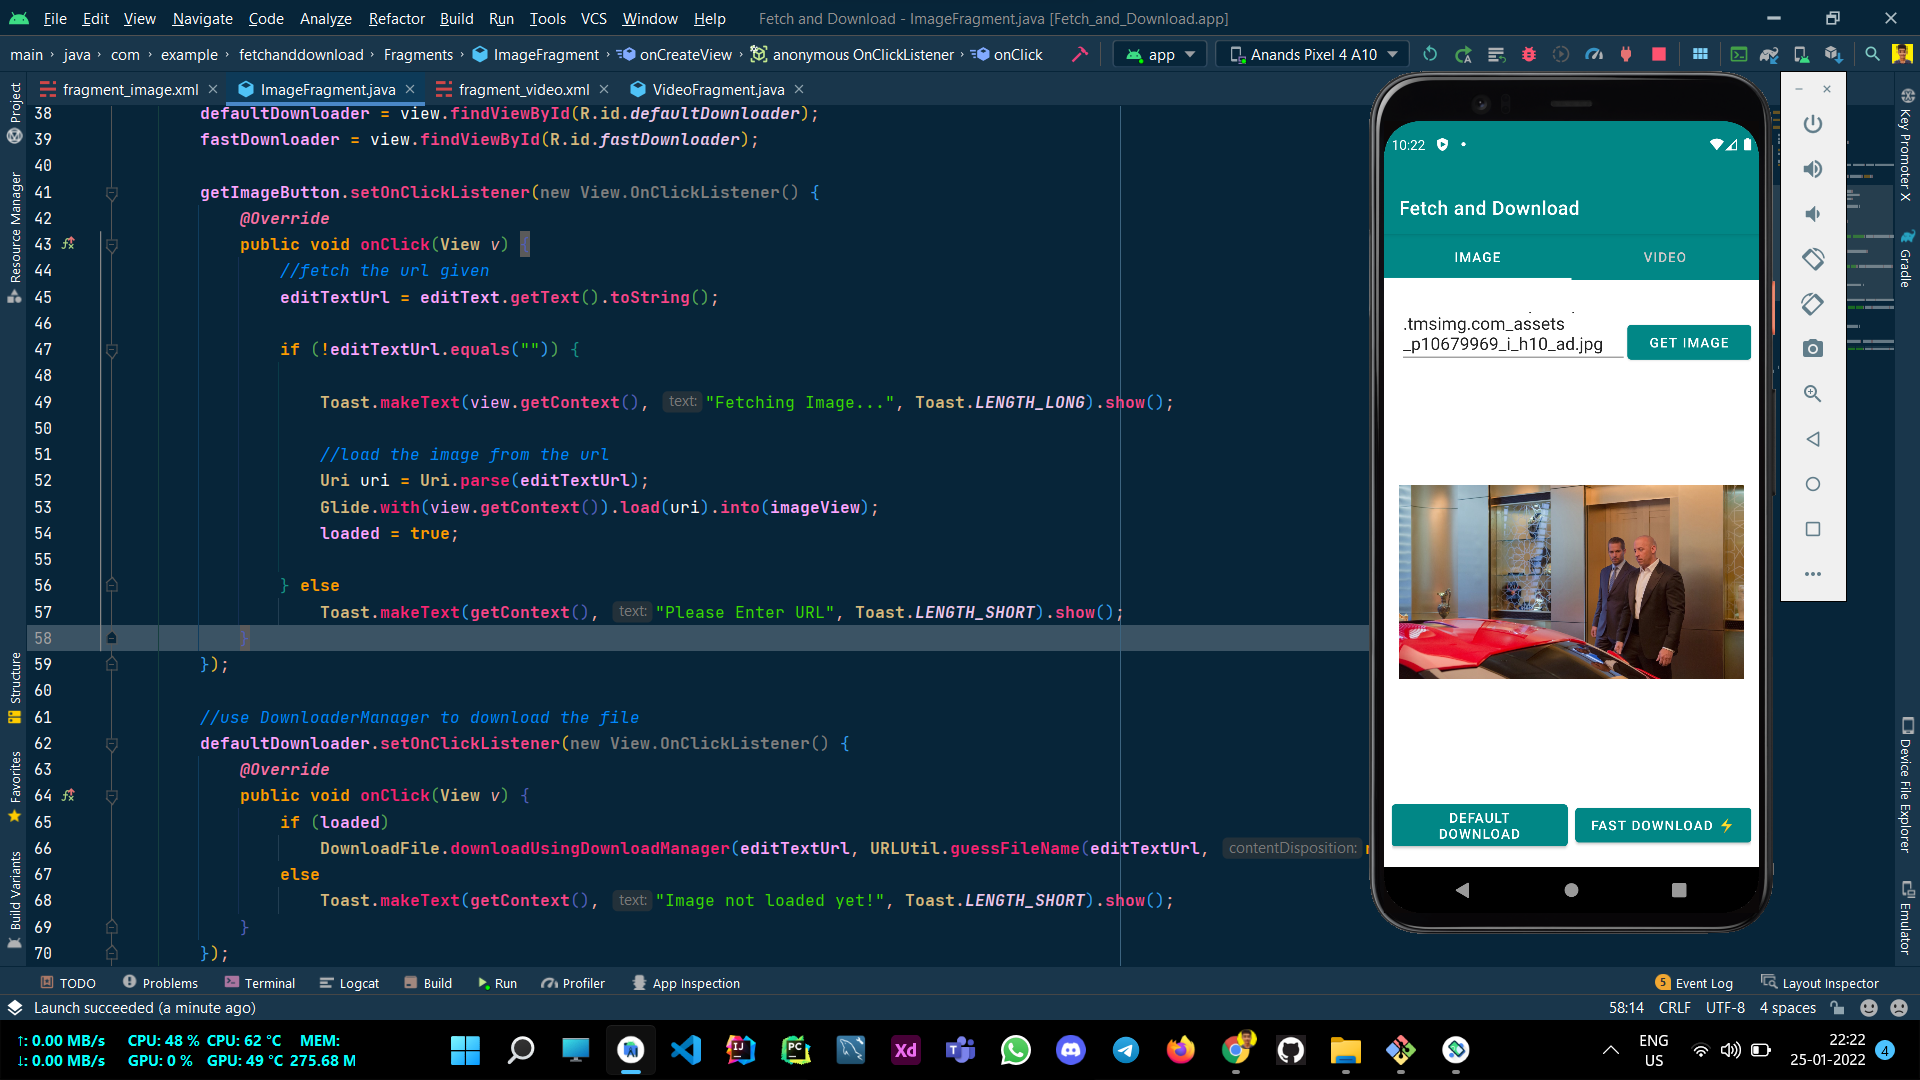 File Edit View Navigate Code Analyze Refactor Build Run Tools VCS Window Help Fetch and Download - ImageFragment.java [Fetch_and_Download.app]
main java com example fetchanddownload Fragments ImageFragment onCreateView anonymous OnClickListener onClick app Anands Pixel 4 A10
fragment_image.xml ImageFragment.java fragment_video.xml VideoFragment.java
Project
Resource Manager
Structure
Favorites
Build Variants
38 defaultDownloader = view.findViewById(R.id.defaultDownloader);
39 fastDownloader = view.findViewById(R.id.fastDownloader);
40
41 getImageButton.setOnClickListener(new View.OnClickListener() {
42 @Override
43 public void onClick(View v) {
44 //fetch the url given
45 editTextUrl = editText.getText().toString();
46
47 if (!editTextUrl.equals("")) {
48
49 Toast.makeText(view.getContext(), text: "Fetching Image...", Toast.LENGTH_LONG).show();
50
51 //load the image from the url
52 Uri uri = Uri.parse(editTextUrl);
53 Glide.with(view.getContext()).load(uri).into(imageView);
54 loaded = true;
55
56 } else
57 Toast.makeText(getContext(), text: "Please Enter URL", Toast.LENGTH_SHORT).show();
58 }
59 });
60
61 //use DownloaderManager to download the file
62 defaultDownloader.setOnClickListener(new View.OnClickListener() {
63 @Override
64 public void onClick(View v) {
65 if (loaded)
66 DownloadFile.downloadUsingDownloadManager(editTextUrl, URLUtil.guessFileName(editTextUrl, contentDisposition:
67 else
68 Toast.makeText(getContext(), text: "Image not loaded yet!", Toast.LENGTH_SHORT).show();
69 }
70 });
10:22
Fetch and Download
IMAGE VIDEO
.tmsimg.com_assets
_p10679969_i_h10_ad.jpg
GET IMAGE
DEFAULT
DOWNLOAD
FAST DOWNLOAD ⚡
Key Promoter X
Gradle
Device File Explorer
Emulator
TODO Problems Terminal Logcat Build Run Profiler App Inspection 5 Event Log Layout Inspector
Launch succeeded (a minute ago) 58:14 CRLF UTF-8 4 spaces
↑: 0.00 MB/s CPU: 48 % CPU: 62 °C MEM:
↓: 0.00 MB/s GPU: 0 % GPU: 49 °C 275.68 M
IJ
PC
Xd
ENG
US
22:22
25-01-2022
4